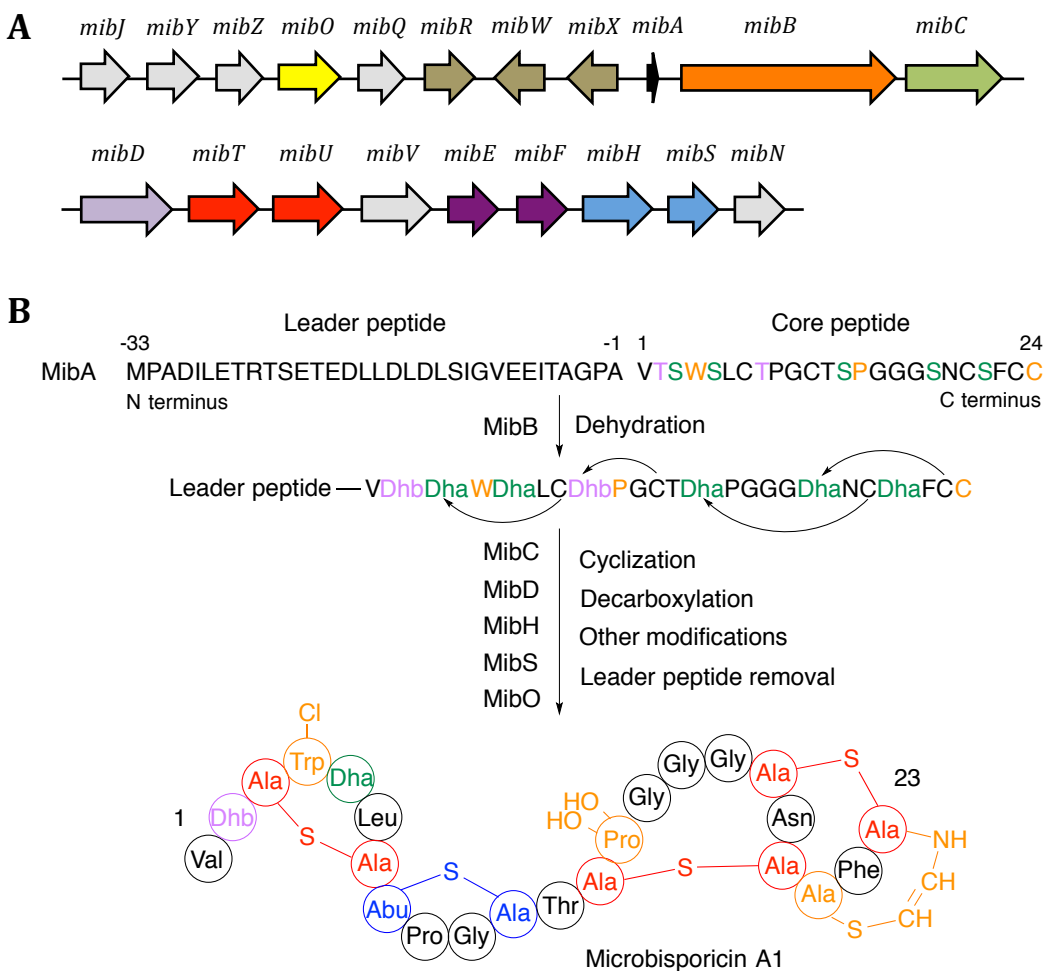 A
mibJ mibY mibZ mibO mibQ mibR mibW mibX mibA mibB mibC
mibD mibT mibU mibV mibE mibF mibH mibS mibN
B
Leader peptide Core peptide
-33 -1 1 24
MibA MPADILETRTSETEDLLDLDLSIGVEEITAGPA VTSWSLCTPGCTSPGGGSNCSFCC
N terminus C terminus
MibB Dehydration
Leader peptide VDhbDhaWDhaLCDhbPGCTDhaPGGGDhaNCDhaFCC
MibC Cyclization
MibD Decarboxylation
MibH Other modifications
MibS Leader peptide removal
MibO
Cl
Trp
Ala Dha
1 Dhb Leu
Val S Ala
Abu S Ala
Pro Gly
Thr
Ala S Ala
HO
HO
Pro
Gly Gly Gly
Ala S
23
Asn Ala NH
Phe CH
Ala S CH
Microbisporicin A1